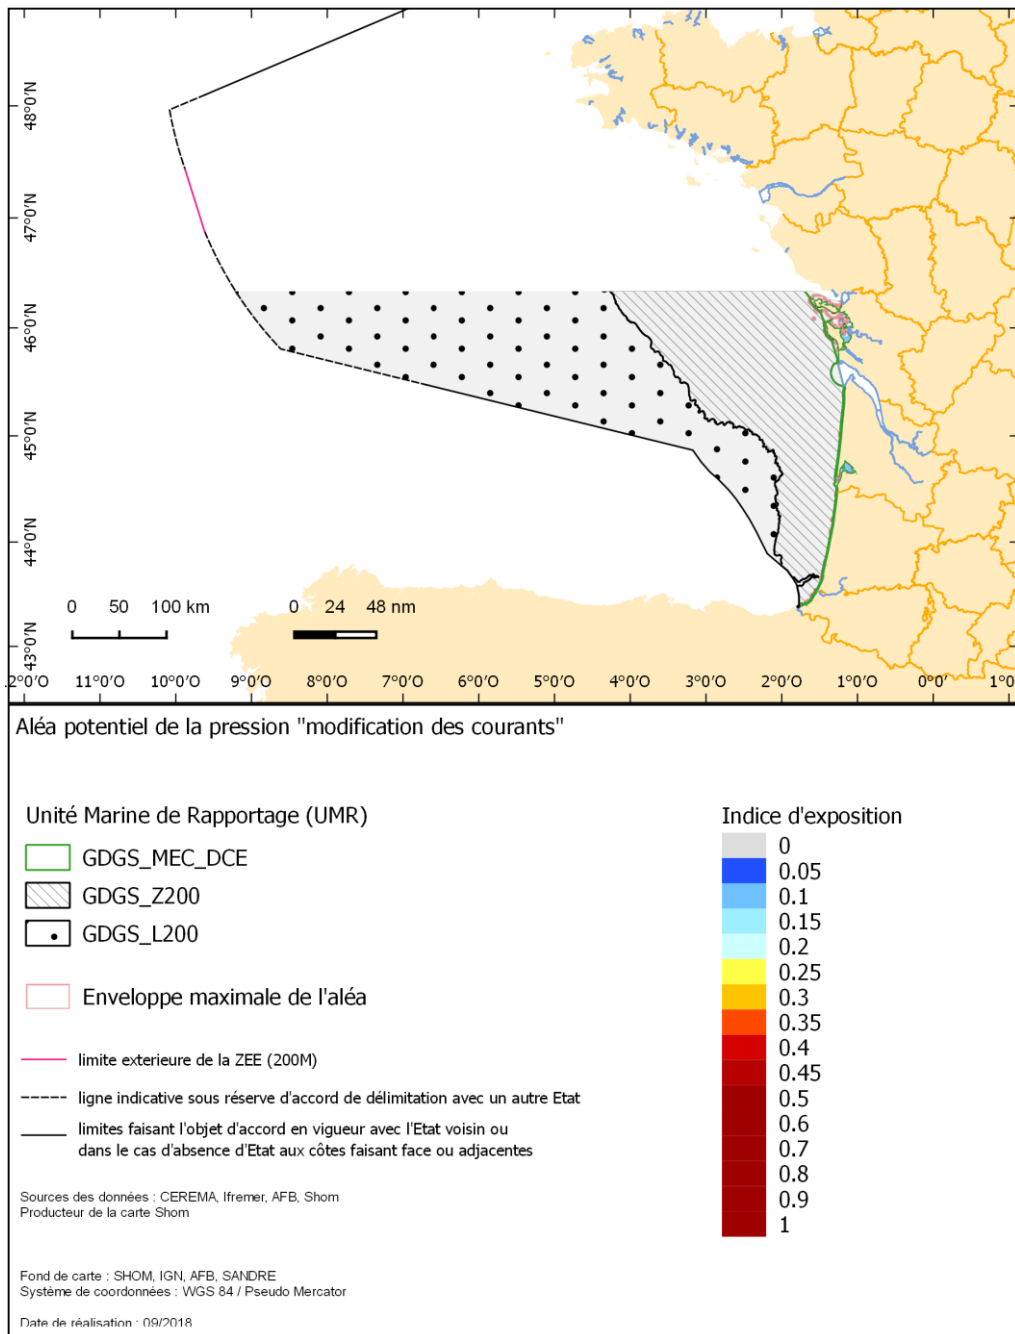 48°0'N
47°0'N
46°0'N
45°0'N
44°0'N
43°0'N
0 50 100 km
0 24 48 nm
11°0'O 10°0'O 9°0'O 8°0'O 7°0'O 6°0'O 5°0'O 4°0'O 3°0'O 2°0'O 1°0'O 0°0'
Aléa potentiel de la pression "modification des courants"
Unité Marine de Rapportage (UMR)
GDGS_MEC_DCE
GDGS_Z200
GDGS_L200
Enveloppe maximale de l'aléa
limite exterieure de la ZEE (200M)
ligne indicative sous réserve d'accord de délimitation avec un autre Etat
limites faisant l'objet d'accord en vigueur avec l'Etat voisin ou
dans le cas d'absence d'Etat aux côtes faisant face ou adjacentes
Sources des données : CEREMA, Ifremer, AFB, Shom
Producteur de la carte Shom
Fond de carte : SHOM, IGN, AFB, SANDRE
Système de coordonnées : WGS 84 / Pseudo Mercator
Date de réalisation : 09/2018
Indice d'exposition
0
0.05
0.1
0.15
0.2
0.25
0.3
0.35
0.4
0.45
0.5
0.6
0.7
0.8
0.9
1